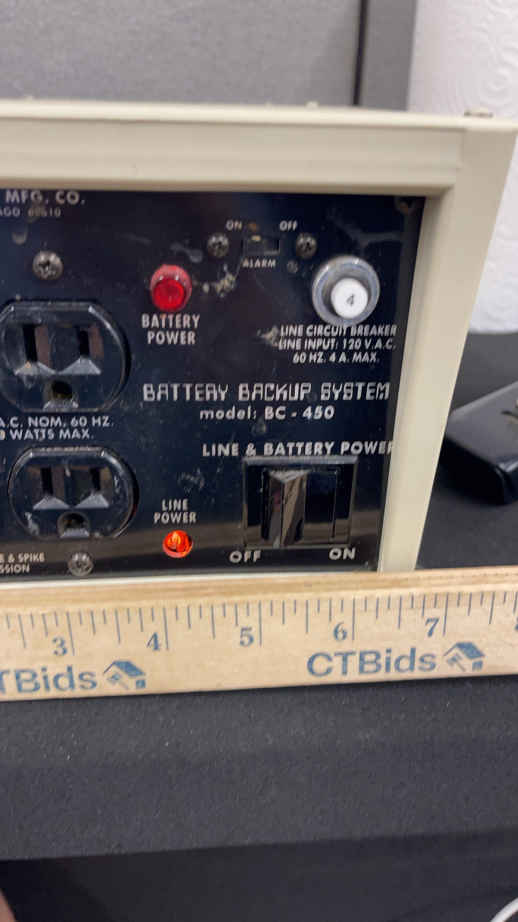 MFG. CO.
60610
ON OFF
ALARM
4
BATTERY
POWER
LINE CIRCUIT BREAKER
LINE INPUT: 120 V.A.C.
60 HZ. 4 A. MAX.
BATTERY BACKUP SYSTEM
model: BC - 450
A.C. NOM. 60 HZ.
WATTS MAX.
LINE & BATTERY POWER
LINE
POWER
OFF ON
& SPIKE
3 4 5 6 7
CTBids CTBids